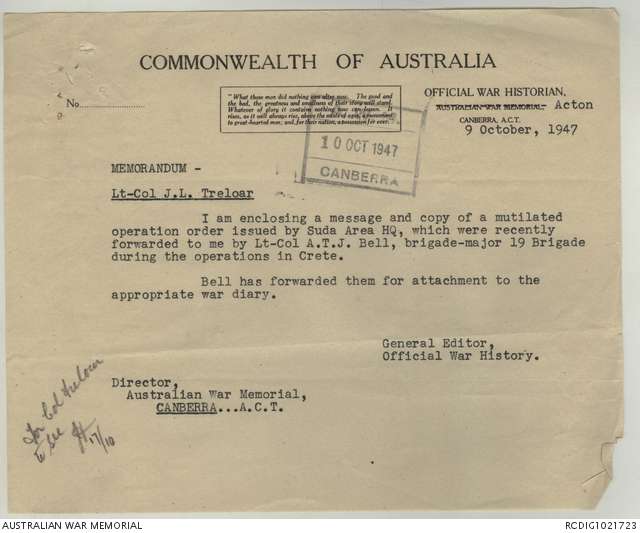 COMMONWEALTH OF AUSTRALIA
No
"What these men did nothing can alter now. The good and
the bad, the greatness and smallness of their story will stand.
Whatever of glory it contains nothing now can lessen. It
rises, as it will always rise, above the mists of ages, a monument
to great-hearted men; and, for their nation, a possession for ever."
OFFICIAL WAR HISTORIAN,
AUSTRALIAN WAR MEMORIAL, Acton
CANBERRA, A.C.T.
9 October, 1947
10 OCT 1947
CANBERRA
MEMORANDUM -
Lt-Col J.L. Treloar
I am enclosing a message and copy of a mutilated
operation order issued by Suda Area HQ, which were recently
forwarded to me by Lt-Col A.T.J. Bell, brigade-major 19 Brigade
during the operations in Crete.
Bell has forwarded them for attachment to the
appropriate war diary.
General Editor,
Official War History.
Director,
Australian War Memorial,
CANBERRA...A.C.T.
For Col Treloar
to see
17/10
AUSTRALIAN WAR MEMORIAL
RCDIG1021723